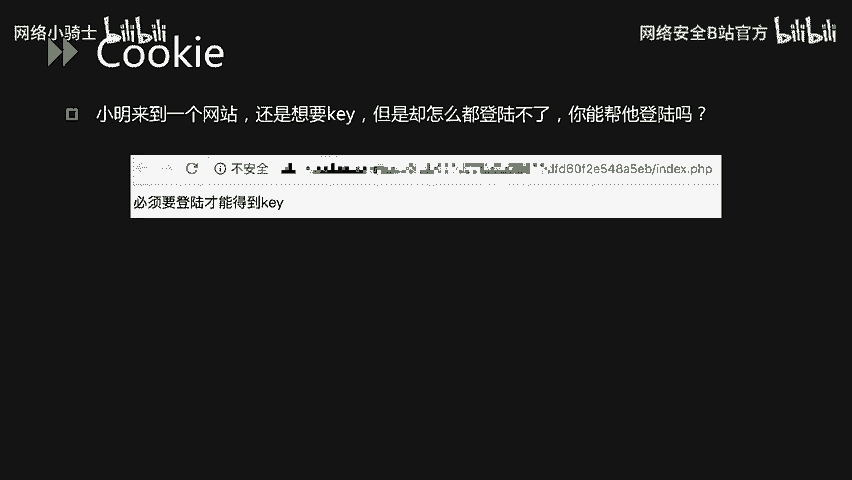 网络小骑士 bilibili
网络安全B站官方 bilibili
Cookie
小明来到一个网站，还是想要key，但是却怎么都登陆不了，你能帮他登陆吗？
不安全 dfd60f2e548a5eb/index.php
必须要登陆才能得到key